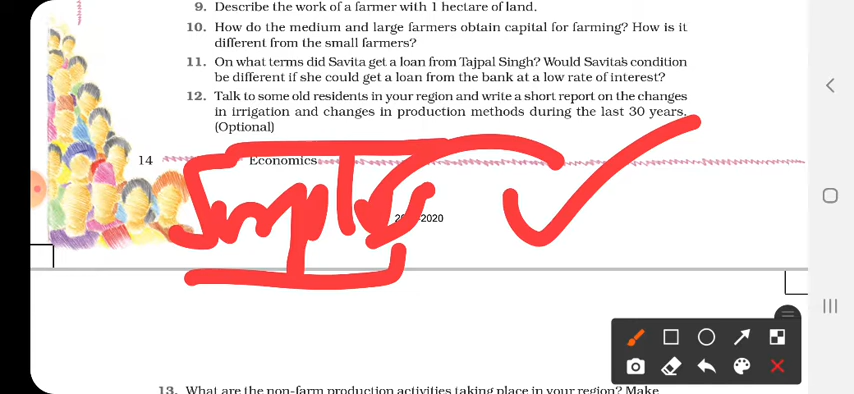 9. Describe the work of a farmer with 1 hectare of land.
10. How do the medium and large farmers obtain capital for farming? How is it
different from the small farmers?
11. On what terms did Savita get a loan from Tajpal Singh? Would Savita's condition
be different if she could get a loan from the bank at a low rate of interest?
12. Talk to some old residents in your region and write a short report on the changes
in irrigation and changes in production methods during the last 30 years.
(Optional)
14 Economics
2020
13. What are the non-farm production activities taking place in your region? Make